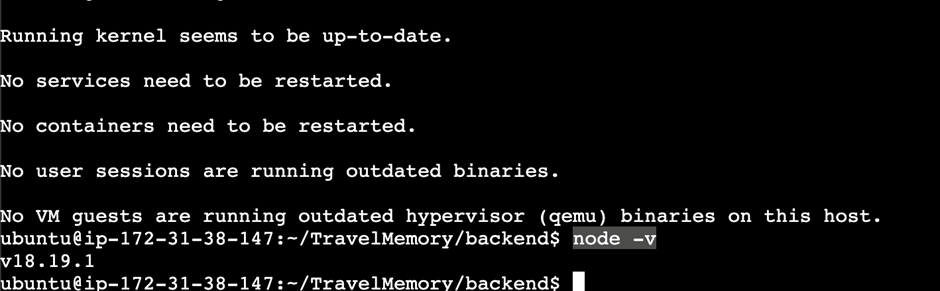 Running kernel seems to be up-to-date.
No services need to be restarted.
No containers need to be restarted.
No user sessions are running outdated binaries.
No VM guests are running outdated hypervisor (qemu) binaries on this host.
ubuntu@ip-172-31-38-147:~/TravelMemory/backend$ node -v
v18.19.1
ubuntu@ip-172-31-38-147:~/TravelMemory/backend$